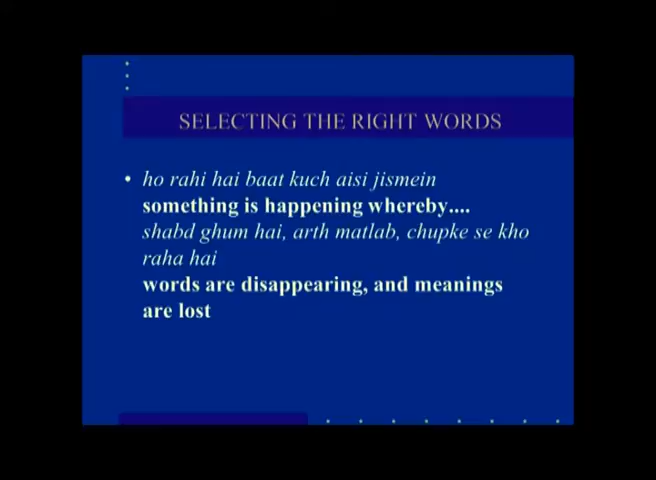 SELECTING THE RIGHT WORDS
• ho rahi hai baat kuch aisi jismein
something is happening whereby....
shabd ghum hai, arth matlab, chupke se kho
raha hai
words are disappearing, and meanings
are lost